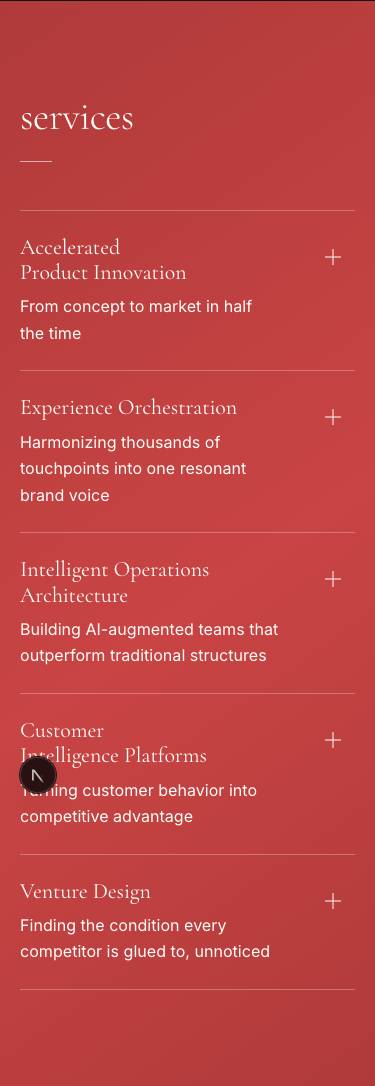 services
Accelerated
Product Innovation
From concept to market in half
the time
Experience Orchestration
Harmonizing thousands of
touchpoints into one resonant
brand voice
Intelligent Operations
Architecture
Building AI-augmented teams that
outperform traditional structures
Customer
Intelligence Platforms
Turning customer behavior into
competitive advantage
Venture Design
Finding the condition every
competitor is glued to, unnoticed